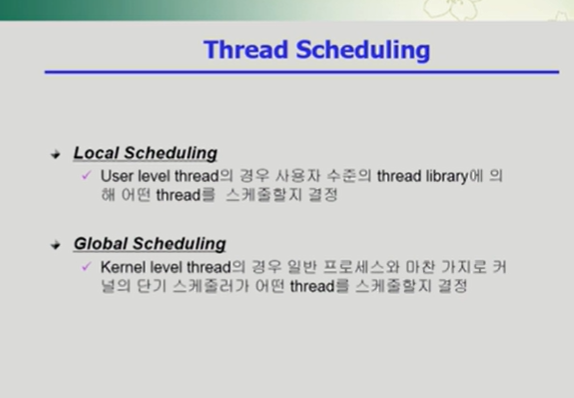 Thread Scheduling
Local Scheduling
User level thread의 경우 사용자 수준의 thread library에 의
해 어떤 thread를 스케줄할지 결정
Global Scheduling
Kernel level thread의 경우 일반 프로세스와 마찬 가지로 커
널의 단기 스케줄러가 어떤 thread를 스케줄할지 결정